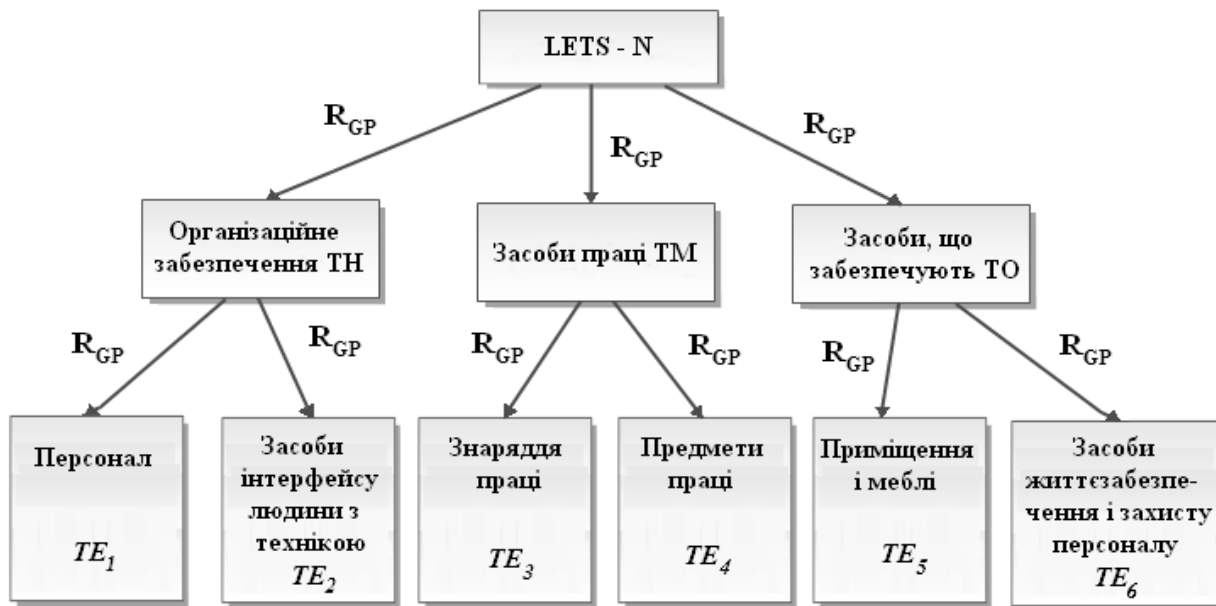 LETS - N
R_GP
R_GP
R_GP
Організаційне
забезпечення ТН
Засоби праці ТМ
Засоби, що
забезпечують ТО
R_GP
R_GP
R_GP
R_GP
R_GP
R_GP
Персонал
TE_1
Засоби
інтерфейсу
людини з
технікою
TE_2
Знаряддя
праці
TE_3
Предмети
праці
TE_4
Приміщення
і меблі
TE_5
Засоби
життєзабезпе-
чення і захисту
персоналу
TE_6